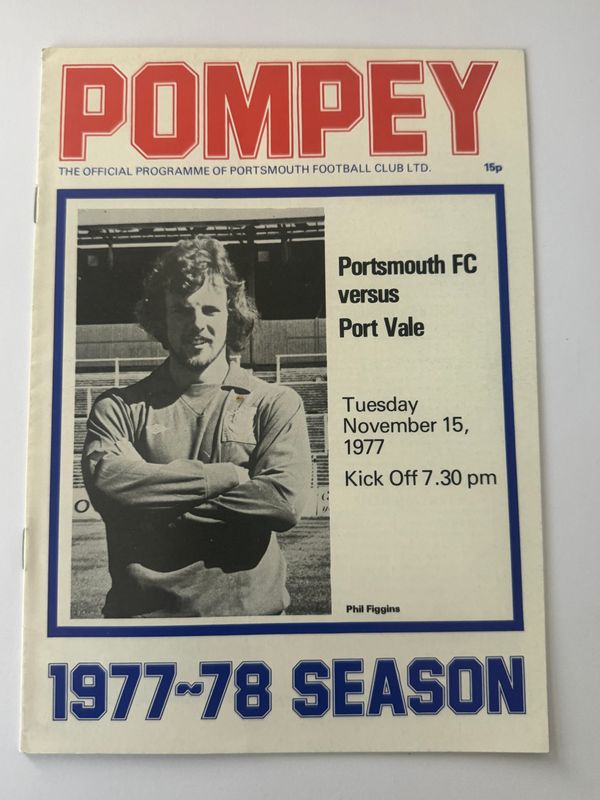 POMPEY
THE OFFICIAL PROGRAMME OF PORTSMOUTH FOOTBALL CLUB LTD. 15p
Portsmouth FC
versus
Port Vale
Tuesday
November 15,
1977
Kick Off 7.30 pm
Phil Figgins
1977~78 SEASON